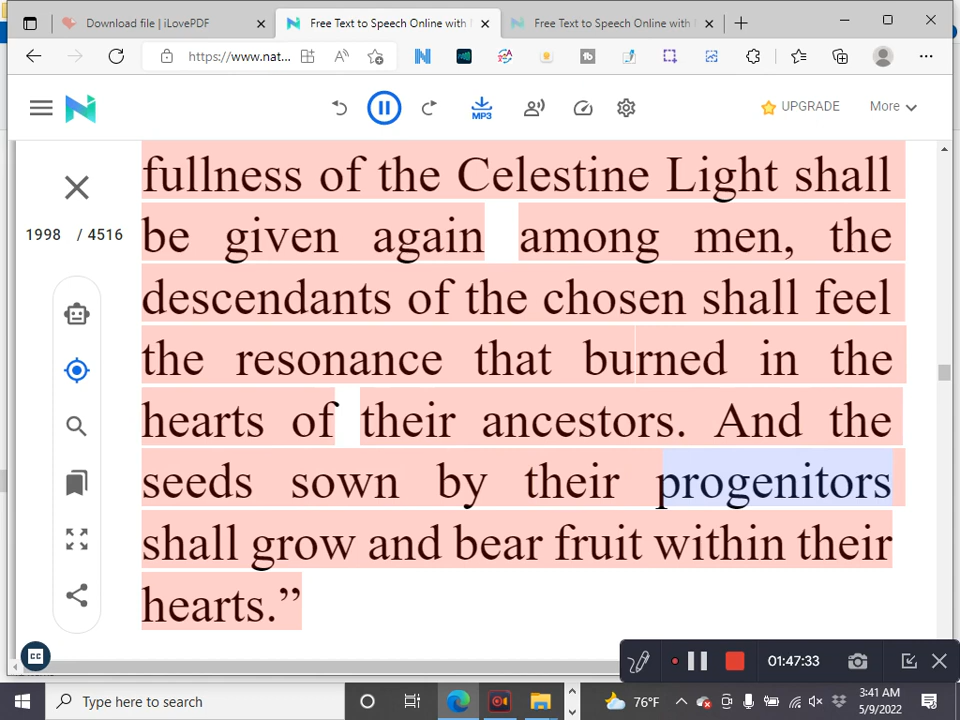 Download file | iLovePDF
Free Text to Speech Online with
Free Text to Speech Online with
https://www.nat...
MP3
UPGRADE
More
1998 / 4516
fullness of the Celestine Light shall
be given again among men, the
descendants of the chosen shall feel
the resonance that burned in the
hearts of their ancestors. And the
seeds sown by their progenitors
shall grow and bear fruit within their
hearts.”
CC
01:47:33
Type here to search
76°F
3:41 AM
5/9/2022